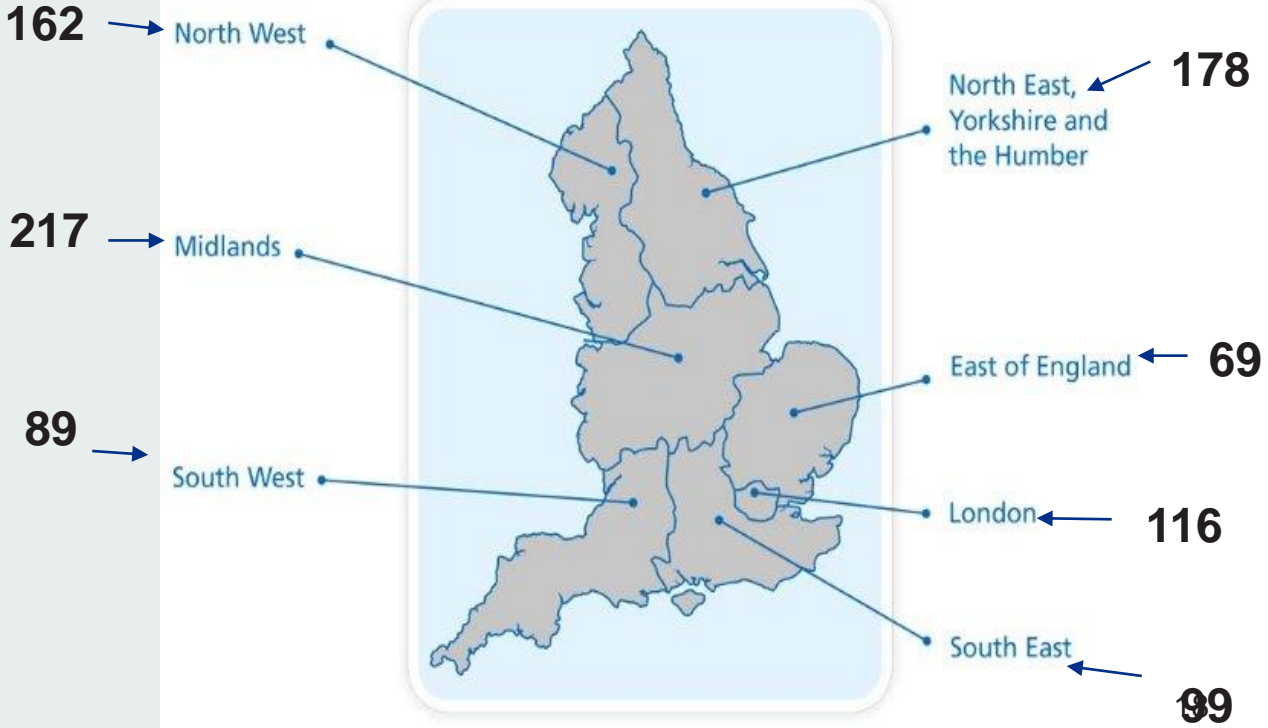 162
North West
North East,
Yorkshire and
the Humber
178
217
Midlands
East of England
69
89
South West
London
116
South East
99